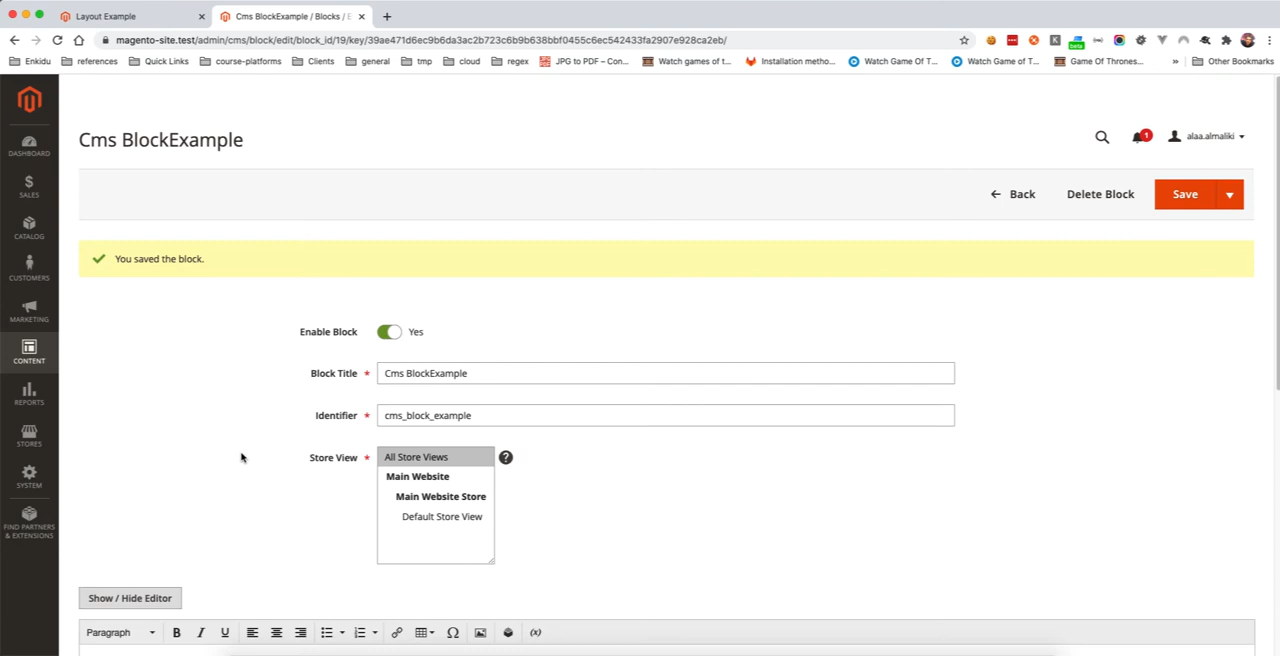 Layout Example
Cms BlockExample / Blocks / E
magento-site.test/admin/cms/block/edit/block_id/19/key/39ae471d6ec9b6da3ac2b723c6b9b638bbf0455c6ec542433fa2907e928ca2eb/
Enkidu references Quick Links course-platforms Clients general tmp cloud regex JPG to PDF – Con... Watch games of t... Installation metho... Watch Game Of T... Watch Game of T... Game Of Thrones... » Other Bookmarks
beta
Cms BlockExample
1
alaa.almaliki
DASHBOARD
SALES
CATALOG
CUSTOMERS
MARKETING
CONTENT
REPORTS
STORES
SYSTEM
FIND PARTNERS
& EXTENSIONS
Back Delete Block Save
You saved the block.
Enable Block Yes
Block Title * Cms BlockExample
Identifier * cms_block_example
Store View * All Store Views ?
Main Website
Main Website Store
Default Store View
Show / Hide Editor
Paragraph B I U Ω (x)